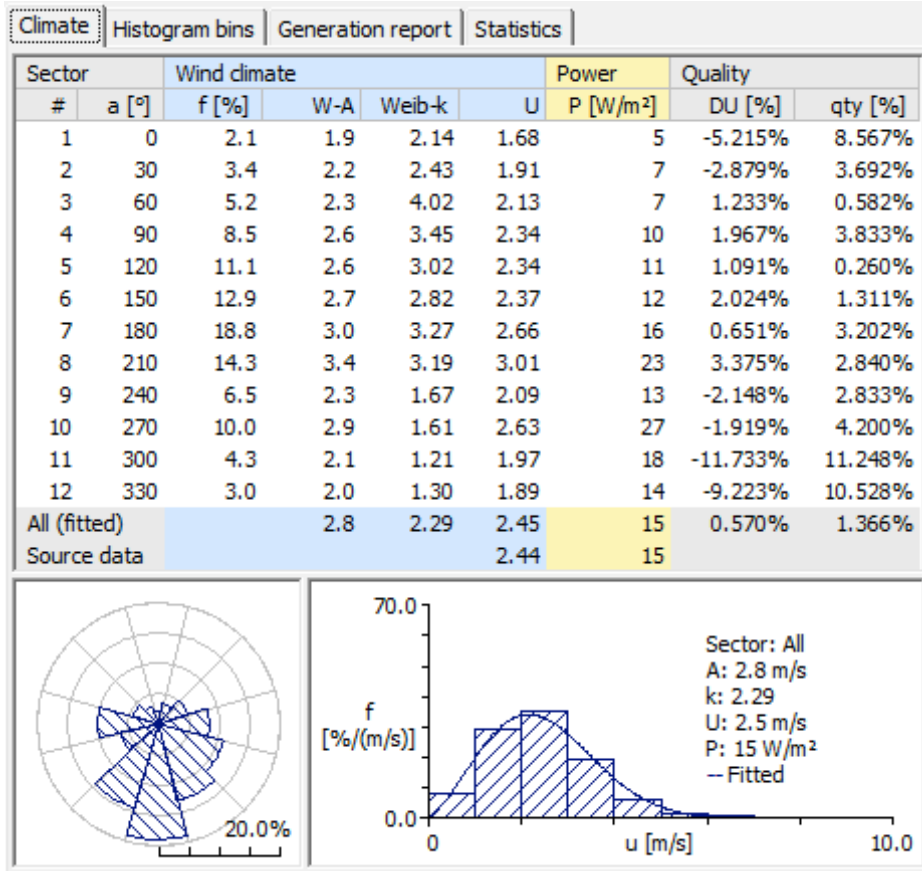 Climate Histogram bins Generation report Statistics
Sector Wind climate Power Quality
# a [°] f [%] W-A Weib-k U P [W/m²] DU [%] qty [%]
1 0 2.1 1.9 2.14 1.68 5 -5.215% 8.567%
2 30 3.4 2.2 2.43 1.91 7 -2.879% 3.692%
3 60 5.2 2.3 4.02 2.13 7 1.233% 0.582%
4 90 8.5 2.6 3.45 2.34 10 1.967% 3.833%
5 120 11.1 2.6 3.02 2.34 11 1.091% 0.260%
6 150 12.9 2.7 2.82 2.37 12 2.024% 1.311%
7 180 18.8 3.0 3.27 2.66 16 0.651% 3.202%
8 210 14.3 3.4 3.19 3.01 23 3.375% 2.840%
9 240 6.5 2.3 1.67 2.09 13 -2.148% 2.833%
10 270 10.0 2.9 1.61 2.63 27 -1.919% 4.200%
11 300 4.3 2.1 1.21 1.97 18 -11.733% 11.248%
12 330 3.0 2.0 1.30 1.89 14 -9.223% 10.528%
All (fitted) 2.8 2.29 2.45 15 0.570% 1.366%
Source data 2.44 15
20.0%
70.0
f
[%/(m/s)]
0.0
0 u [m/s] 10.0
Sector: All
A: 2.8 m/s
k: 2.29
U: 2.5 m/s
P: 15 W/m²
-- Fitted